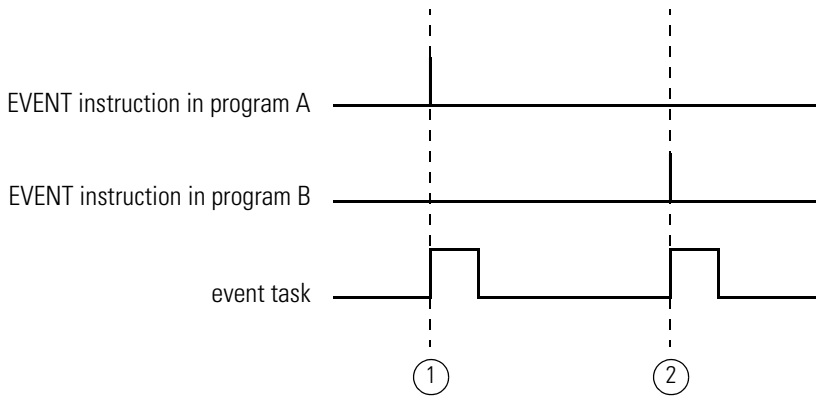 EVENT instruction in program A
EVENT instruction in program B
event task
1
2